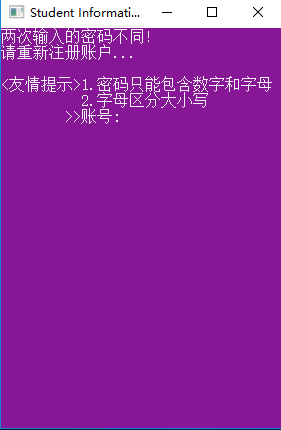 Student Informati...
两次输入的密码不同!
请重新注册账户...
<友情提示>1.密码只能包含数字和字母
2.字母区分大小写
>>账号: